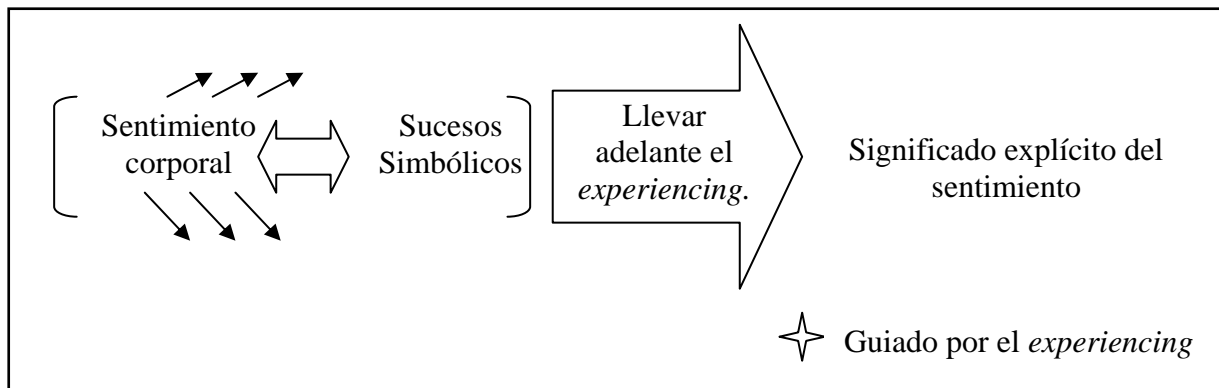 Sentimiento
corporal
Sucesos
Simbólicos
Llevar
adelante el
experiencing.
Significado explícito del
sentimiento
Guiado por el experiencing